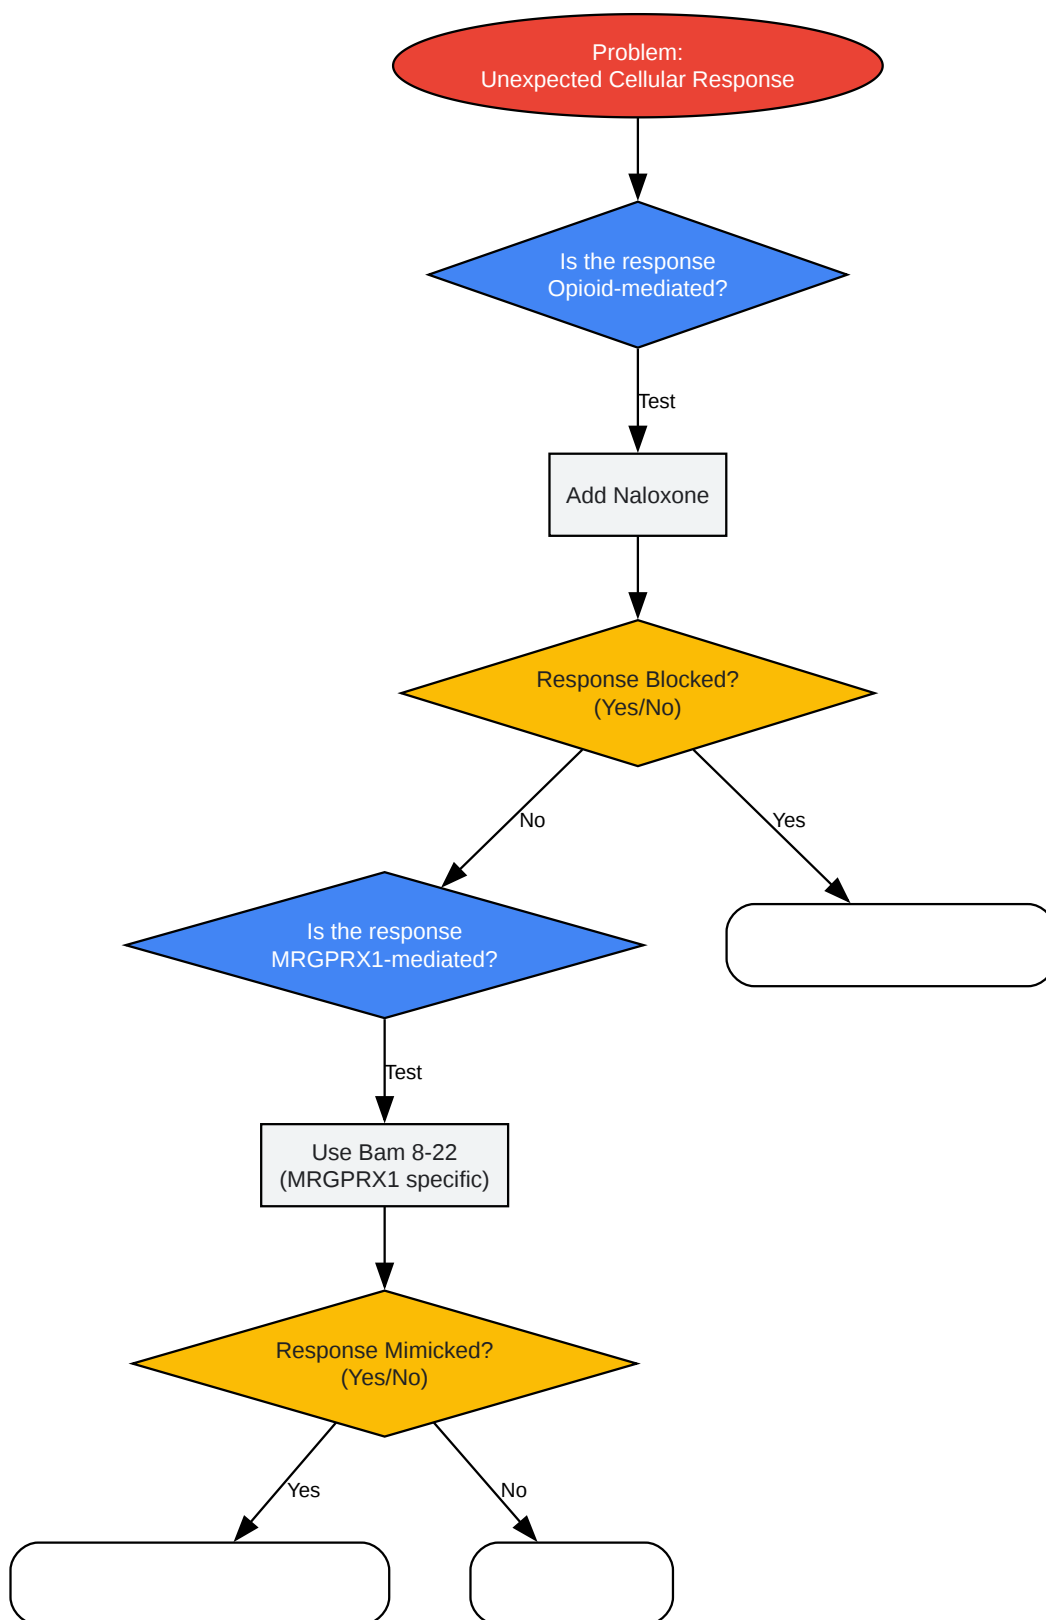 Problem:
Unexpected Cellular Response
Is the response
Opioid-mediated?
Test
Add Naloxone
Response Blocked?
(Yes/No)
No
Yes
Is the response
MRGPRX1-mediated?
Test
Use Bam 8-22
(MRGPRX1 specific)
Response Mimicked?
(Yes/No)
Yes
No